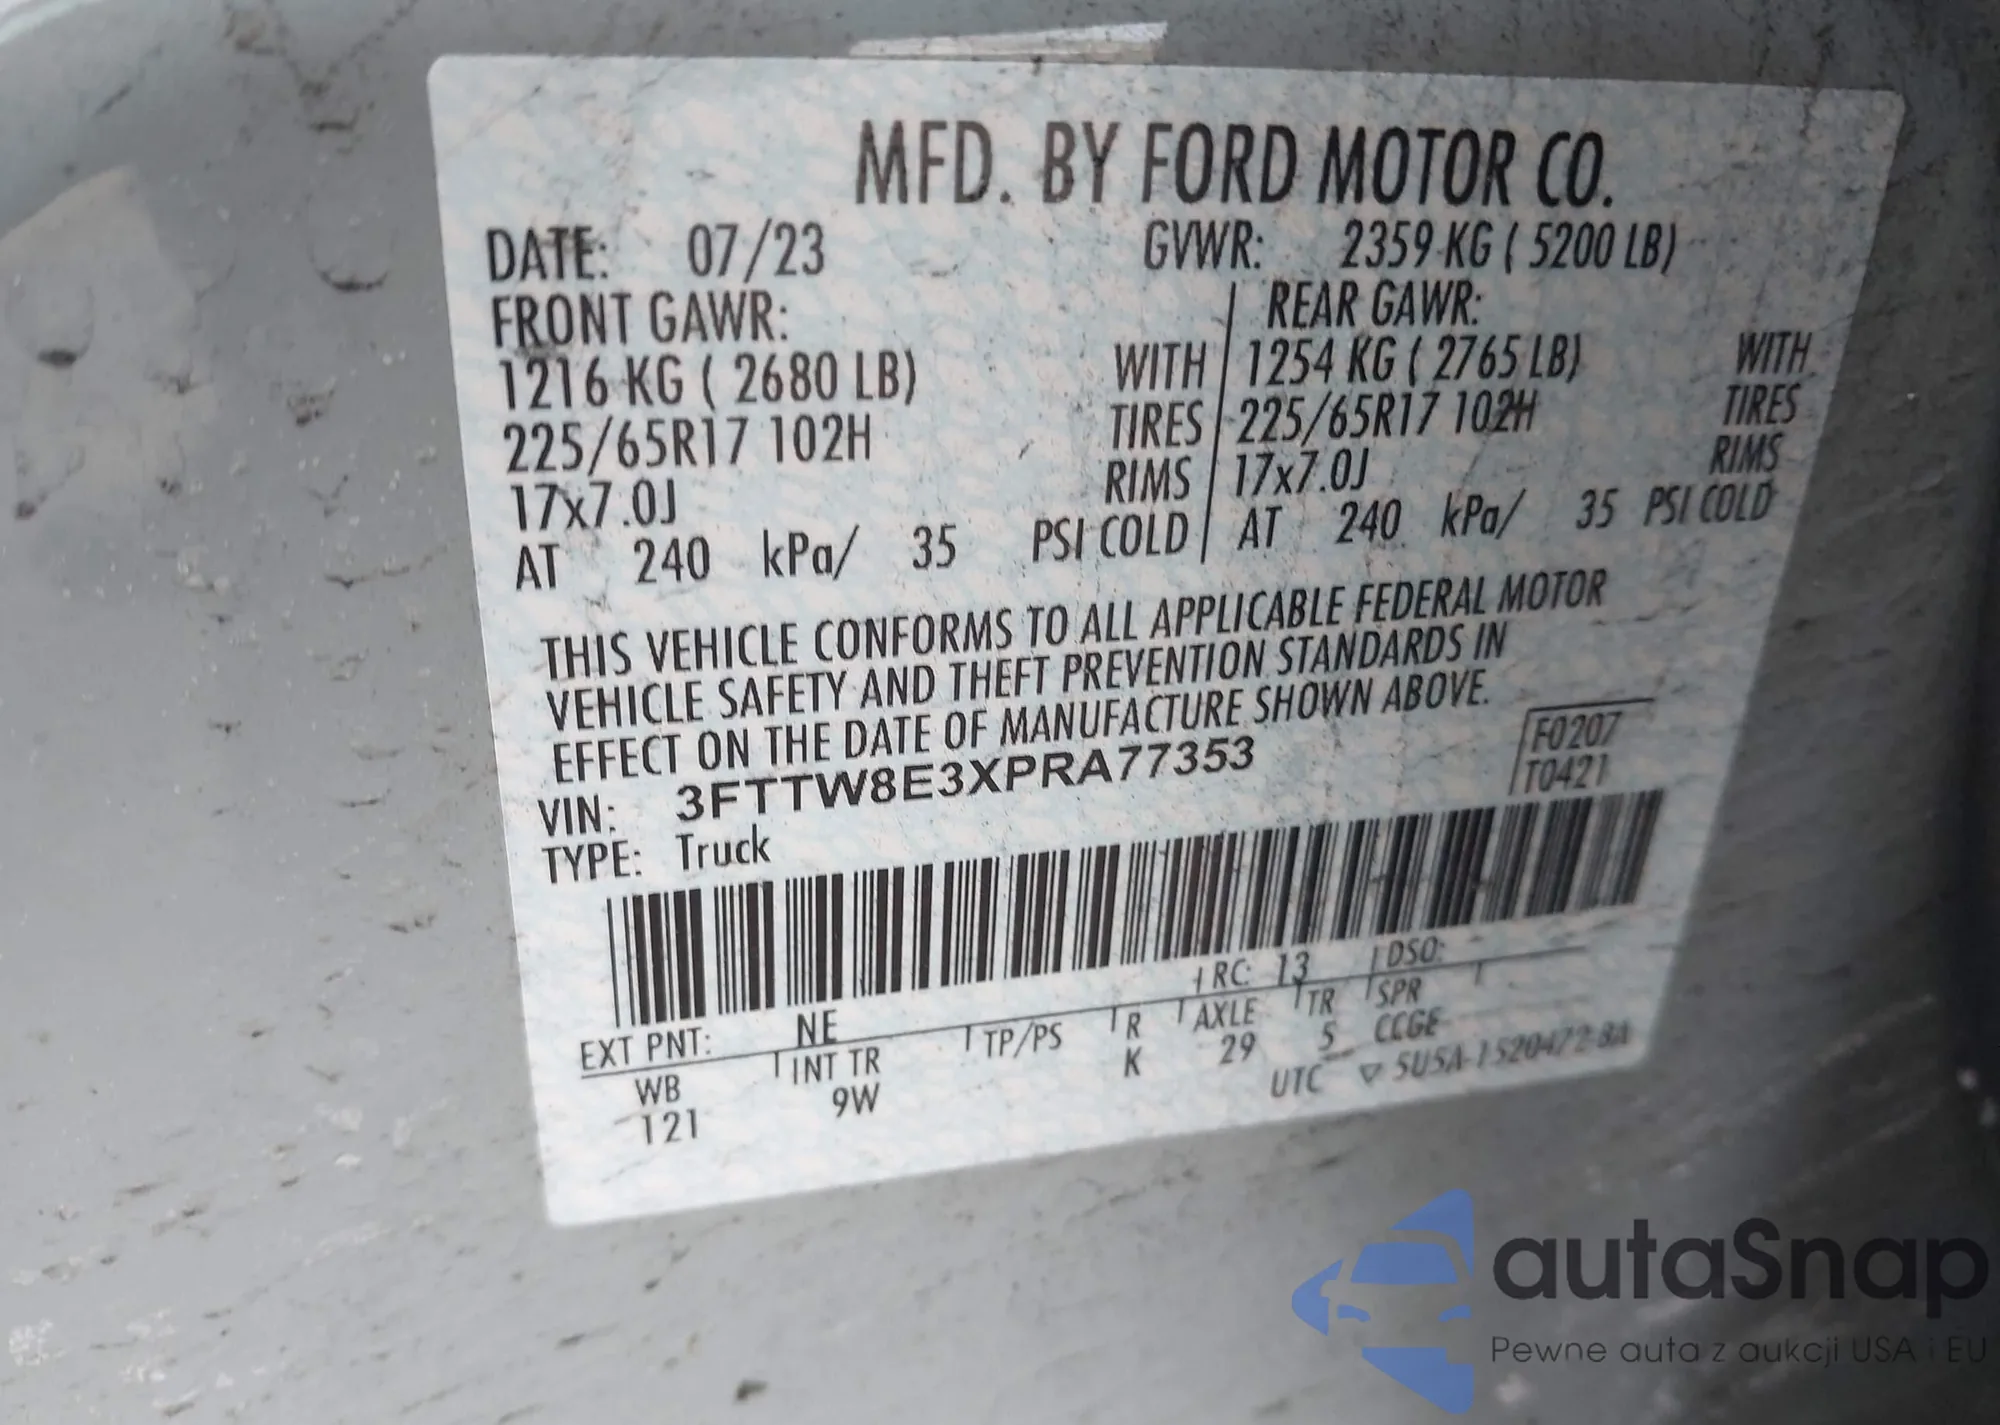 MFD. BY FORD MOTOR CO.
DATE: 07/23 GVWR: 2359 KG ( 5200 LB)
FRONT GAWR: REAR GAWR:
1216 KG ( 2680 LB) WITH 1254 KG ( 2765 LB) WITH
225/65R17 102H TIRES 225/65R17 102H TIRES
17x7.0J RIMS 17x7.0J RIMS
AT 240 kPa/ 35 PSI COLD AT 240 kPa/ 35 PSI COLD
THIS VEHICLE CONFORMS TO ALL APPLICABLE FEDERAL MOTOR
VEHICLE SAFETY AND THEFT PREVENTION STANDARDS IN
EFFECT ON THE DATE OF MANUFACTURE SHOWN ABOVE.
VIN: 3FTTW8E3XPRA77353 F0207
TYPE: Truck T0421
EXT PNT: NE RC: 13 DSO:
WB INT TR TP/PS R AXLE TR SPR
121 9W K 29 5 CCGE
UTC ▽ 5U5A-1520472-BA
autaSnap
Pewne auta z aukcji USA i EU